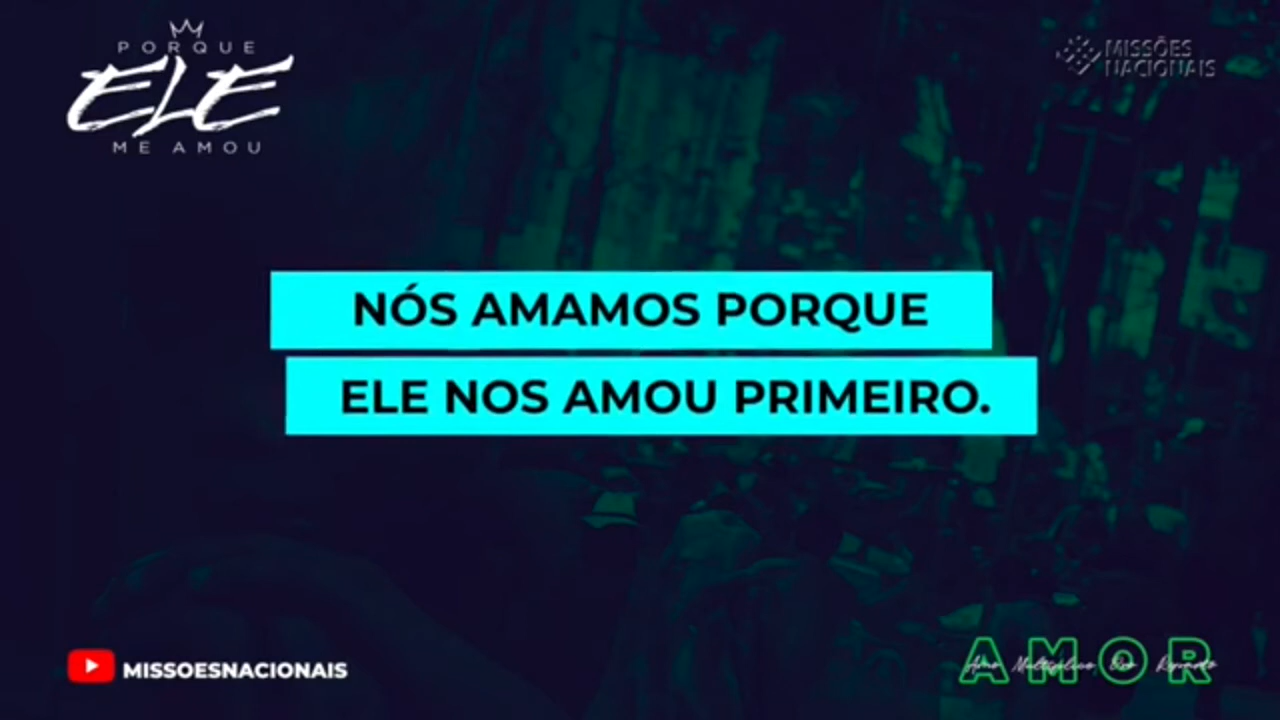 PORQUE
ELE
ME AMOU
MISSÕES
NACIONAIS
NÓS AMAMOS PORQUE
ELE NOS AMOU PRIMEIRO.
MISSOESNACIONAIS
AMOR